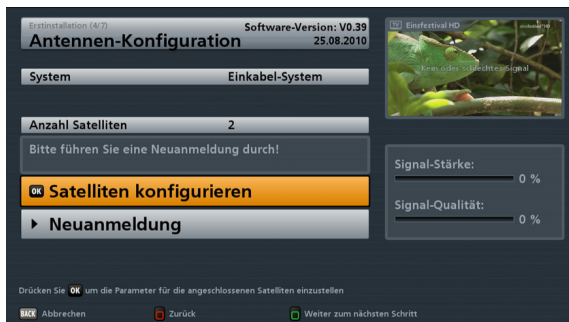 Erstinstallation (4/7)
Software-Version: V0.39
Antennen-Konfiguration
25.08.2010
System Einkabel-System
Anzahl Satelliten 2
Bitte führen Sie eine Neuanmeldung durch!
OK Satelliten konfigurieren
Neuanmeldung
TV Einsfestival HD
einsfestival HD
Kein oder schlechtes Signal
Signal-Stärke:
0 %
Signal-Qualität:
0 %
Drücken Sie OK um die Parameter für die angeschlossenen Satelliten einzustellen
BACK Abbrechen
Zurück
Weiter zum nächsten Schritt